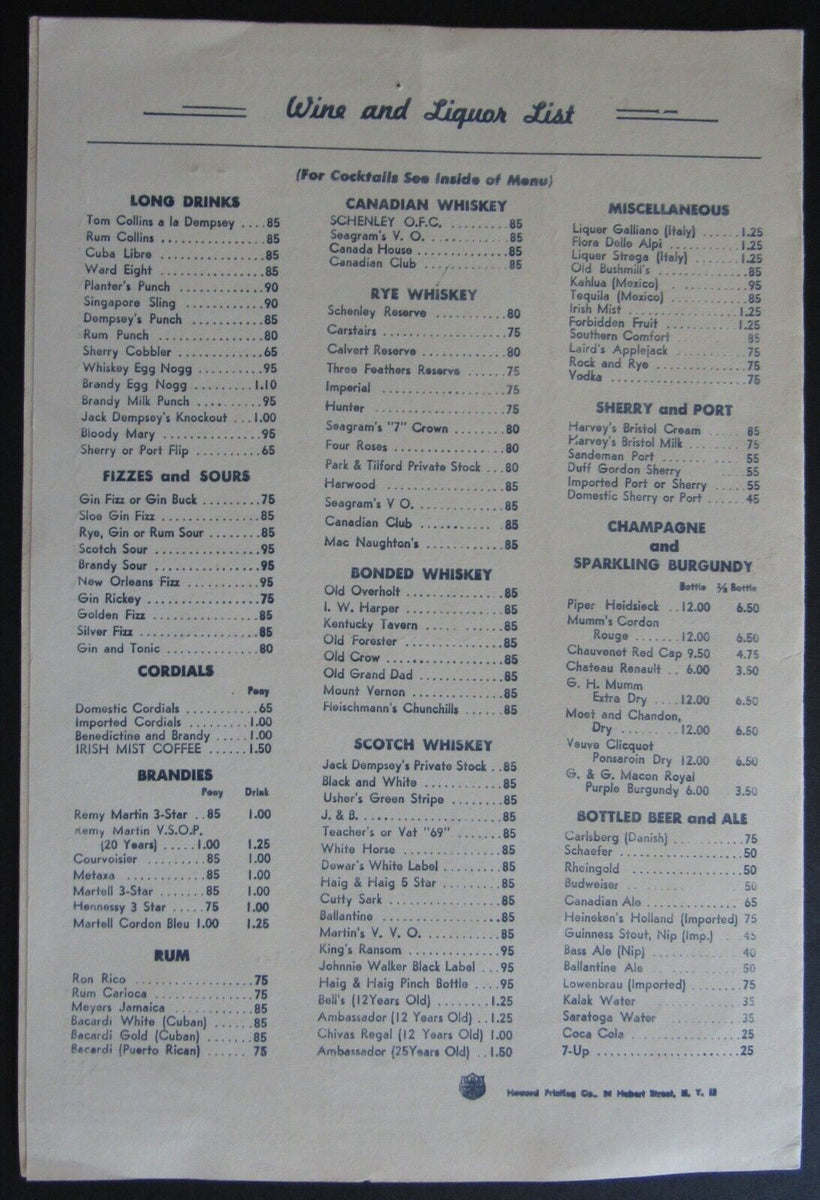 Wine and Liquor List
(For Cocktails See Inside of Menu)
LONG DRINKS
Tom Collins a la Dempsey ....85
Rum Collins ...............85
Cuba Libre ...............85
Ward Eight ...............85
Planter's Punch ...........90
Singapore Sling ...........90
Dempsey's Punch ..........85
Rum Punch ...............80
Sherry Cobbler ............65
Whiskey Egg Nogg .........95
Brandy Egg Nogg .........1.10
Brandy Milk Punch .........95
Jack Dempsey's Knockout ...1.00
Bloody Mary ..............95
Sherry or Port Flip .........65
FIZZES and SOURS
Gin Fizz or Gin Buck ........75
Sloe Gin Fizz .............85
Rye, Gin or Rum Sour .......85
Scotch Sour ...............95
Brandy Sour ..............95
New Orleans Fizz ..........95
Gin Rickey ...............75
Golden Fizz ..............85
Silver Fizz ...............85
Gin and Tonic .............80
CORDIALS
Pony
Domestic Cordials ..........65
Imported Cordials .........1.00
Benedictine and Brandy .....1.00
IRISH MIST COFFEE ......1.50
BRANDIES
Pony Drink
Remy Martin 3-Star ..85 1.00
Remy Martin V.S.O.P.
(20 Years) .....1.00 1.25
Courvoisier ........85 1.00
Metaxa ...........85 1.00
Martell 3-Star ......85 1.00
Hennessy 3 Star .....75 1.00
Martell Cordon Bleu 1.00 1.25
RUM
Ron Rico ...............75
Rum Carioca ............75
Meyers Jamaica ..........85
Bacardi White (Cuban) .....85
Bacardi Gold (Cuban) ......85
Bacardi (Puerto Rican) ......75
CANADIAN WHISKEY
SCHENLEY O.F.C. ........85
Seagram's V. O. ..........85
Canada House ............85
Canadian Club ...........85
RYE WHISKEY
Schenley Reserve ..........80
Carstairs ................75
Calvert Reserve ..........80
Three Feathers Reserve .....75
Imperial ................75
Hunter .................75
Seagram's "7" Crown .......80
Four Roses ..............80
Park & Tilford Private Stock ...80
Harwood ...............85
Seagram's V O. ...........85
Canadian Club ...........85
Mac Naughton's ..........85
BONDED WHISKEY
Old Overholt .............85
I. W. Harper .............85
Kentucky Tavern ..........85
Old Forester .............85
Old Crow ...............85
Old Grand Dad ...........85
Mount Vernon ...........85
Fleischmann's Chunchills ......85
SCOTCH WHISKEY
Jack Dempsey's Private Stock ..85
Black and White ...........85
Usher's Green Stripe ........85
J. & B. .................85
Teacher's or Vat "69" .......85
White Horse .............85
Dewar's White Label ........85
Haig & Haig 5 Star ........85
Cutty Sark ..............85
Ballantine ...............85
Martin's V. V. O. .........85
King's Ransom ............95
Johnnie Walker Black Label ...95
Haig & Haig Pinch Bottle ....95
Bell's (12Years Old) .......1.25
Ambassador (12 Years Old) ..1.25
Chivas Regal (12 Years Old) 1.00
Ambassador (25Years Old) ..1.50
MISCELLANEOUS
Liquer Galliano (Italy) ......1.25
Flora Delle Alpi ..........1.25
Liquer Strega (Italy) .......1.25
Old Bushmill's ............85
Kahlua (Mexico) ..........95
Tequila (Mexico) ..........85
Irish Mist ..............1.25
Forbidden Fruit ..........1.25
Southern Comfort 85
Laird's Applejack ..........75
Rock and Rye ............75
Vodka .................75
SHERRY and PORT
Harvey's Bristol Cream ......85
Harvey's Bristol Milk .......75
Sandeman Port ...........55
Duff Gordon Sherry ........55
Imported Port or Sherry .....55
Domestic Sherry or Port .....45
CHAMPAGNE
and
SPARKLING BURGUNDY
Bottle ½ Bottle
Piper Heidsieck ..12.00 6.50
Mumm's Cordon
Rouge .......12.00 6.50
Chauvenet Red Cap 9.50 4.75
Chateau Renault .. 6.00 3.50
G. H. Mumm
Extra Dry ....12.00 6.50
Moet and Chandon,
Dry .......12.00 6.50
Veuve Clicquot
Ponsaroin Dry 12.00 6.50
G. & G. Macon Royal
Purple Burgundy 6.00 3.50
BOTTLED BEER and ALE
Carlsberg (Danish) .........75
Schaefer ...............50
Rheingold ..............50
Budweiser ..............50
Canadian Ale ............65
Heineken's Holland (Imported) 75
Guinness Stout, Nip (Imp.) . 45
Bass Ale (Nip) ...........40
Ballantine Ale ...........50
Lowenbrau (Imported) ......75
Kalak Water ............35
Saratoga Water ..........35
Coca Cola ..............25
7-Up ..................25
Howard Printing Co., 54 Hubert Street, N. Y. 13